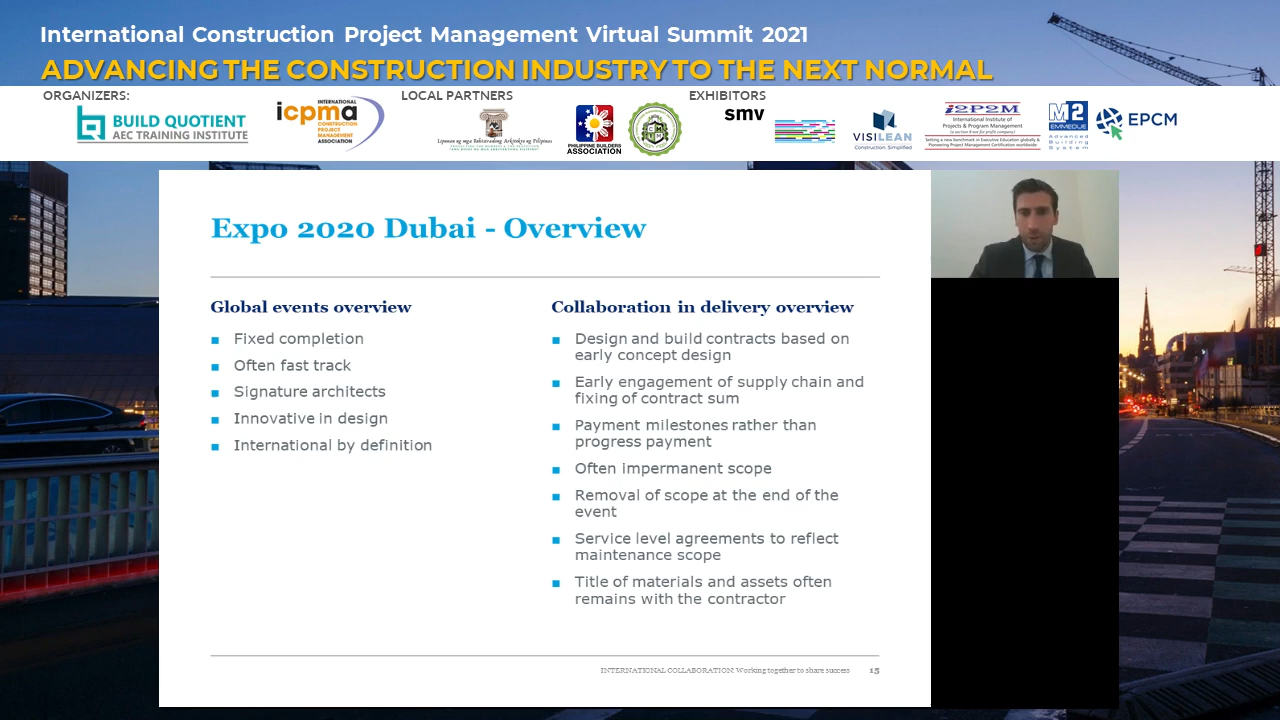 International Construction Project Management Virtual Summit 2021
ADVANCING THE CONSTRUCTION INDUSTRY TO THE NEXT NORMAL
ORGANIZERS:
LOCAL PARTNERS
EXHIBITORS
BUILD QUOTIENT
AEC TRAINING INSTITUTE
INTERNATIONAL
icpma
CONSTRUCTION
PROJECT
MANAGEMENT
ASSOCIATION
PHILIPPINE BUILDERS
ASSOCIATION
smv
VISILEAN
Construction. Simplified
I2P2M
International Institute of
Projects & Program Management
M2
EMMEDUE
Advanced
Building
System
EPCM
Expo 2020 Dubai - Overview
Global events overview
Fixed completion
Often fast track
Signature architects
Innovative in design
International by definition
Collaboration in delivery overview
Design and build contracts based on
early concept design
Early engagement of supply chain and
fixing of contract sum
Payment milestones rather than
progress payment
Often impermanent scope
Removal of scope at the end of the
event
Service level agreements to reflect
maintenance scope
Title of materials and assets often
remains with the contractor
INTERNATIONAL COLLABORATION: Working together to share success
15